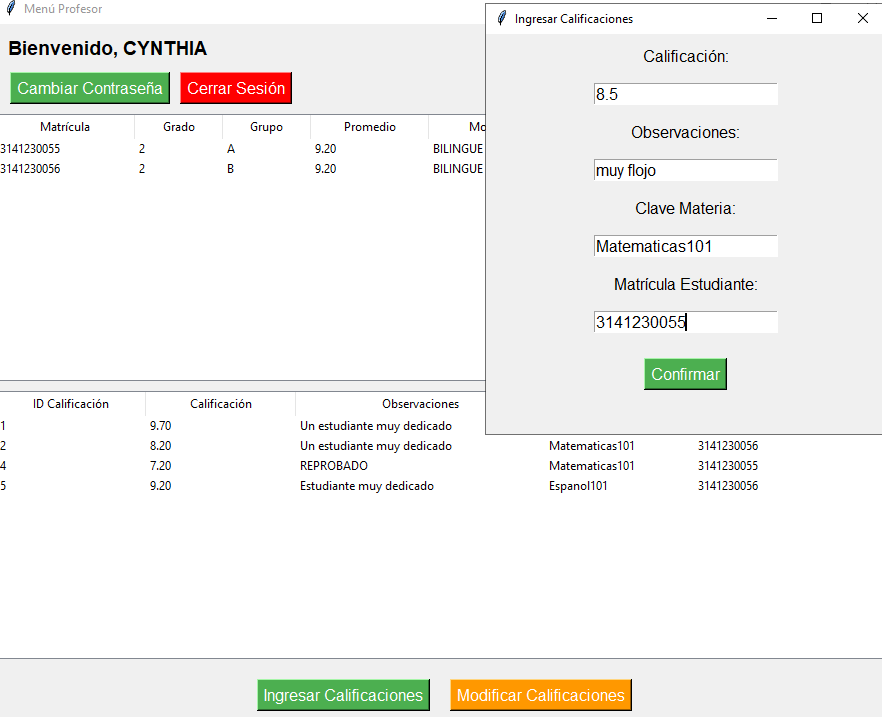 Menú Profesor
Bienvenido, CYNTHIA
Cambiar Contraseña Cerrar Sesión
Matrícula Grado Grupo Promedio Mo
3141230055 2 A 9.20 BILINGUE
3141230056 2 B 9.20 BILINGUE
Ingresar Calificaciones
Calificación:
8.5
Observaciones:
muy flojo
Clave Materia:
Matematicas101
Matrícula Estudiante:
3141230055
Confirmar
ID Calificación Calificación Observaciones
1 9.70 Un estudiante muy dedicado
2 8.20 Un estudiante muy dedicado Matematicas101 3141230056
4 7.20 REPROBADO Matematicas101 3141230055
5 9.20 Estudiante muy dedicado Espanol101 3141230056
Ingresar Calificaciones Modificar Calificaciones